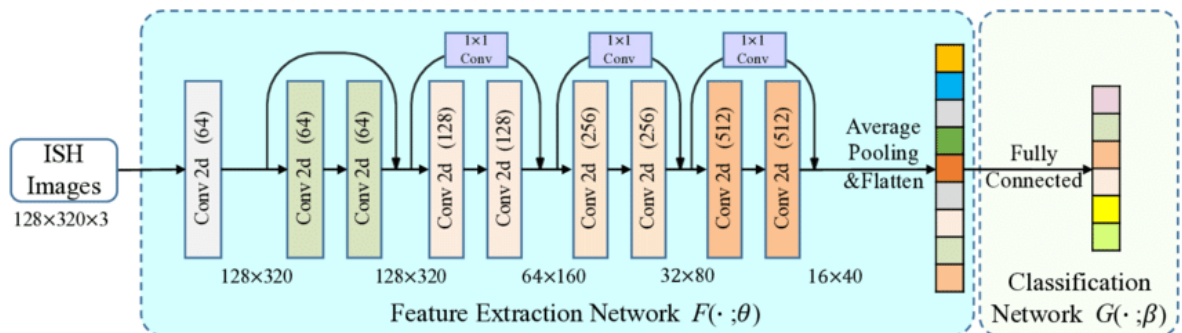 1×1
Conv
1×1
Conv
1×1
Conv
ISH
Images
128×320×3
Conv 2d (64)
Conv 2d (64)
Conv 2d (64)
Conv 2d (128)
Conv 2d (128)
Conv 2d (256)
Conv 2d (256)
Conv 2d (512)
Conv 2d (512)
Average
Pooling
&Flatten
Fully
Connected
128×320
128×320
64×160
32×80
16×40
Feature Extraction Network F(· ;θ)
Classification
Network G(· ;β)